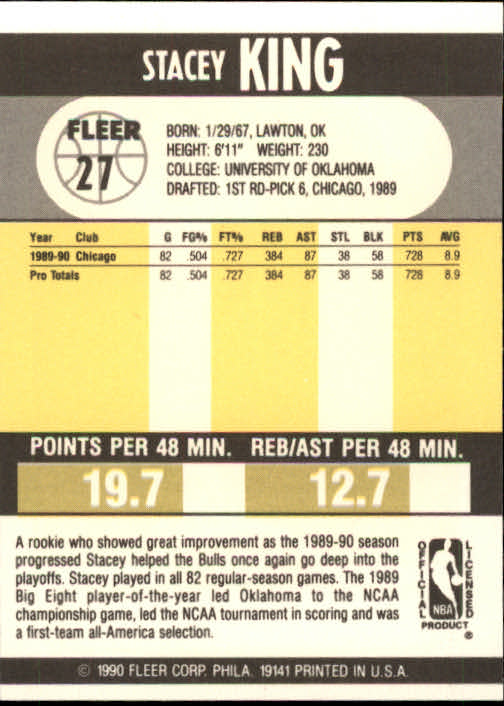 STACEY KING
FLEER
27
BORN: 1/29/67, LAWTON, OK
HEIGHT: 6'11" WEIGHT: 230
COLLEGE: UNIVERSITY OF OKLAHOMA
DRAFTED: 1ST RD-PICK 6, CHICAGO, 1989
Year Club G FG% FT% REB AST STL BLK PTS AVG
1989-90 Chicago 82 .504 .727 384 87 38 58 728 8.9
Pro Totals 82 .504 .727 384 87 38 58 728 8.9
POINTS PER 48 MIN. REB/AST PER 48 MIN.
19.7 12.7
A rookie who showed great improvement as the 1989-90 season
progressed Stacey helped the Bulls once again go deep into the
playoffs. Stacey played in all 82 regular-season games. The 1989
Big Eight player-of-the-year led Oklahoma to the NCAA
championship game, led the NCAA tournament in scoring and was
a first-team all-America selection.
OFFICIAL
LICENSED
NBA
PRODUCT
®
© 1990 FLEER CORP. PHILA. 19141 PRINTED IN U.S.A.